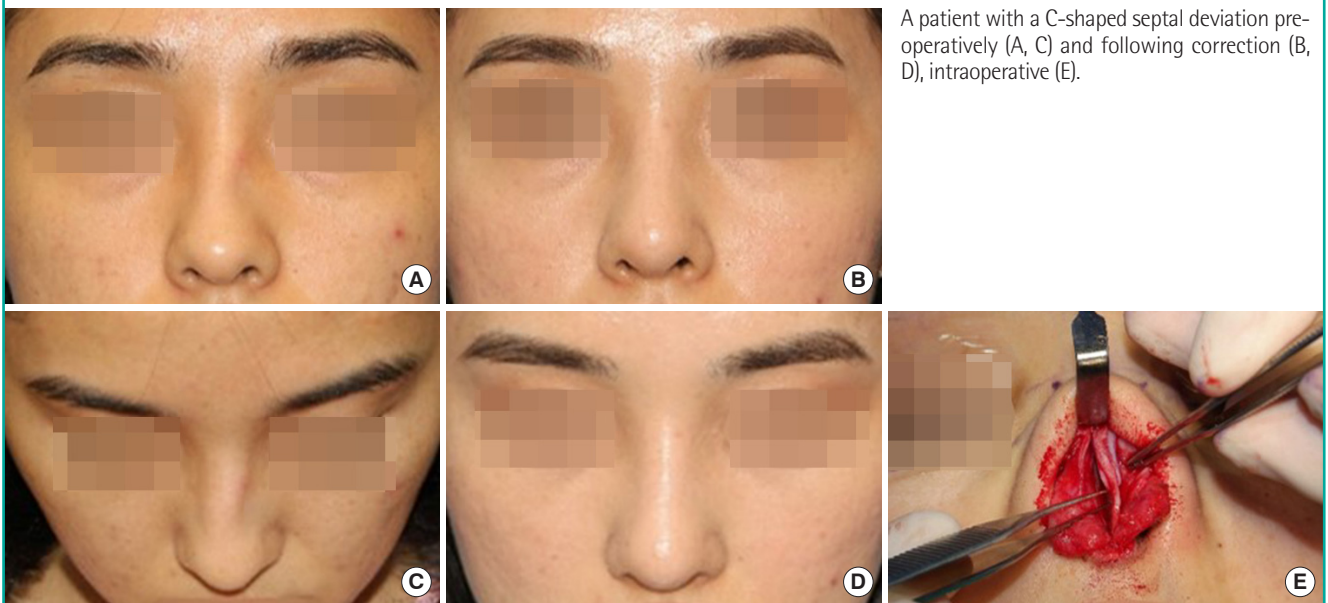 A patient with a C-shaped septal deviation pre-
operatively (A, C) and following correction (B,
D), intraoperative (E).
A
B
C
D
E